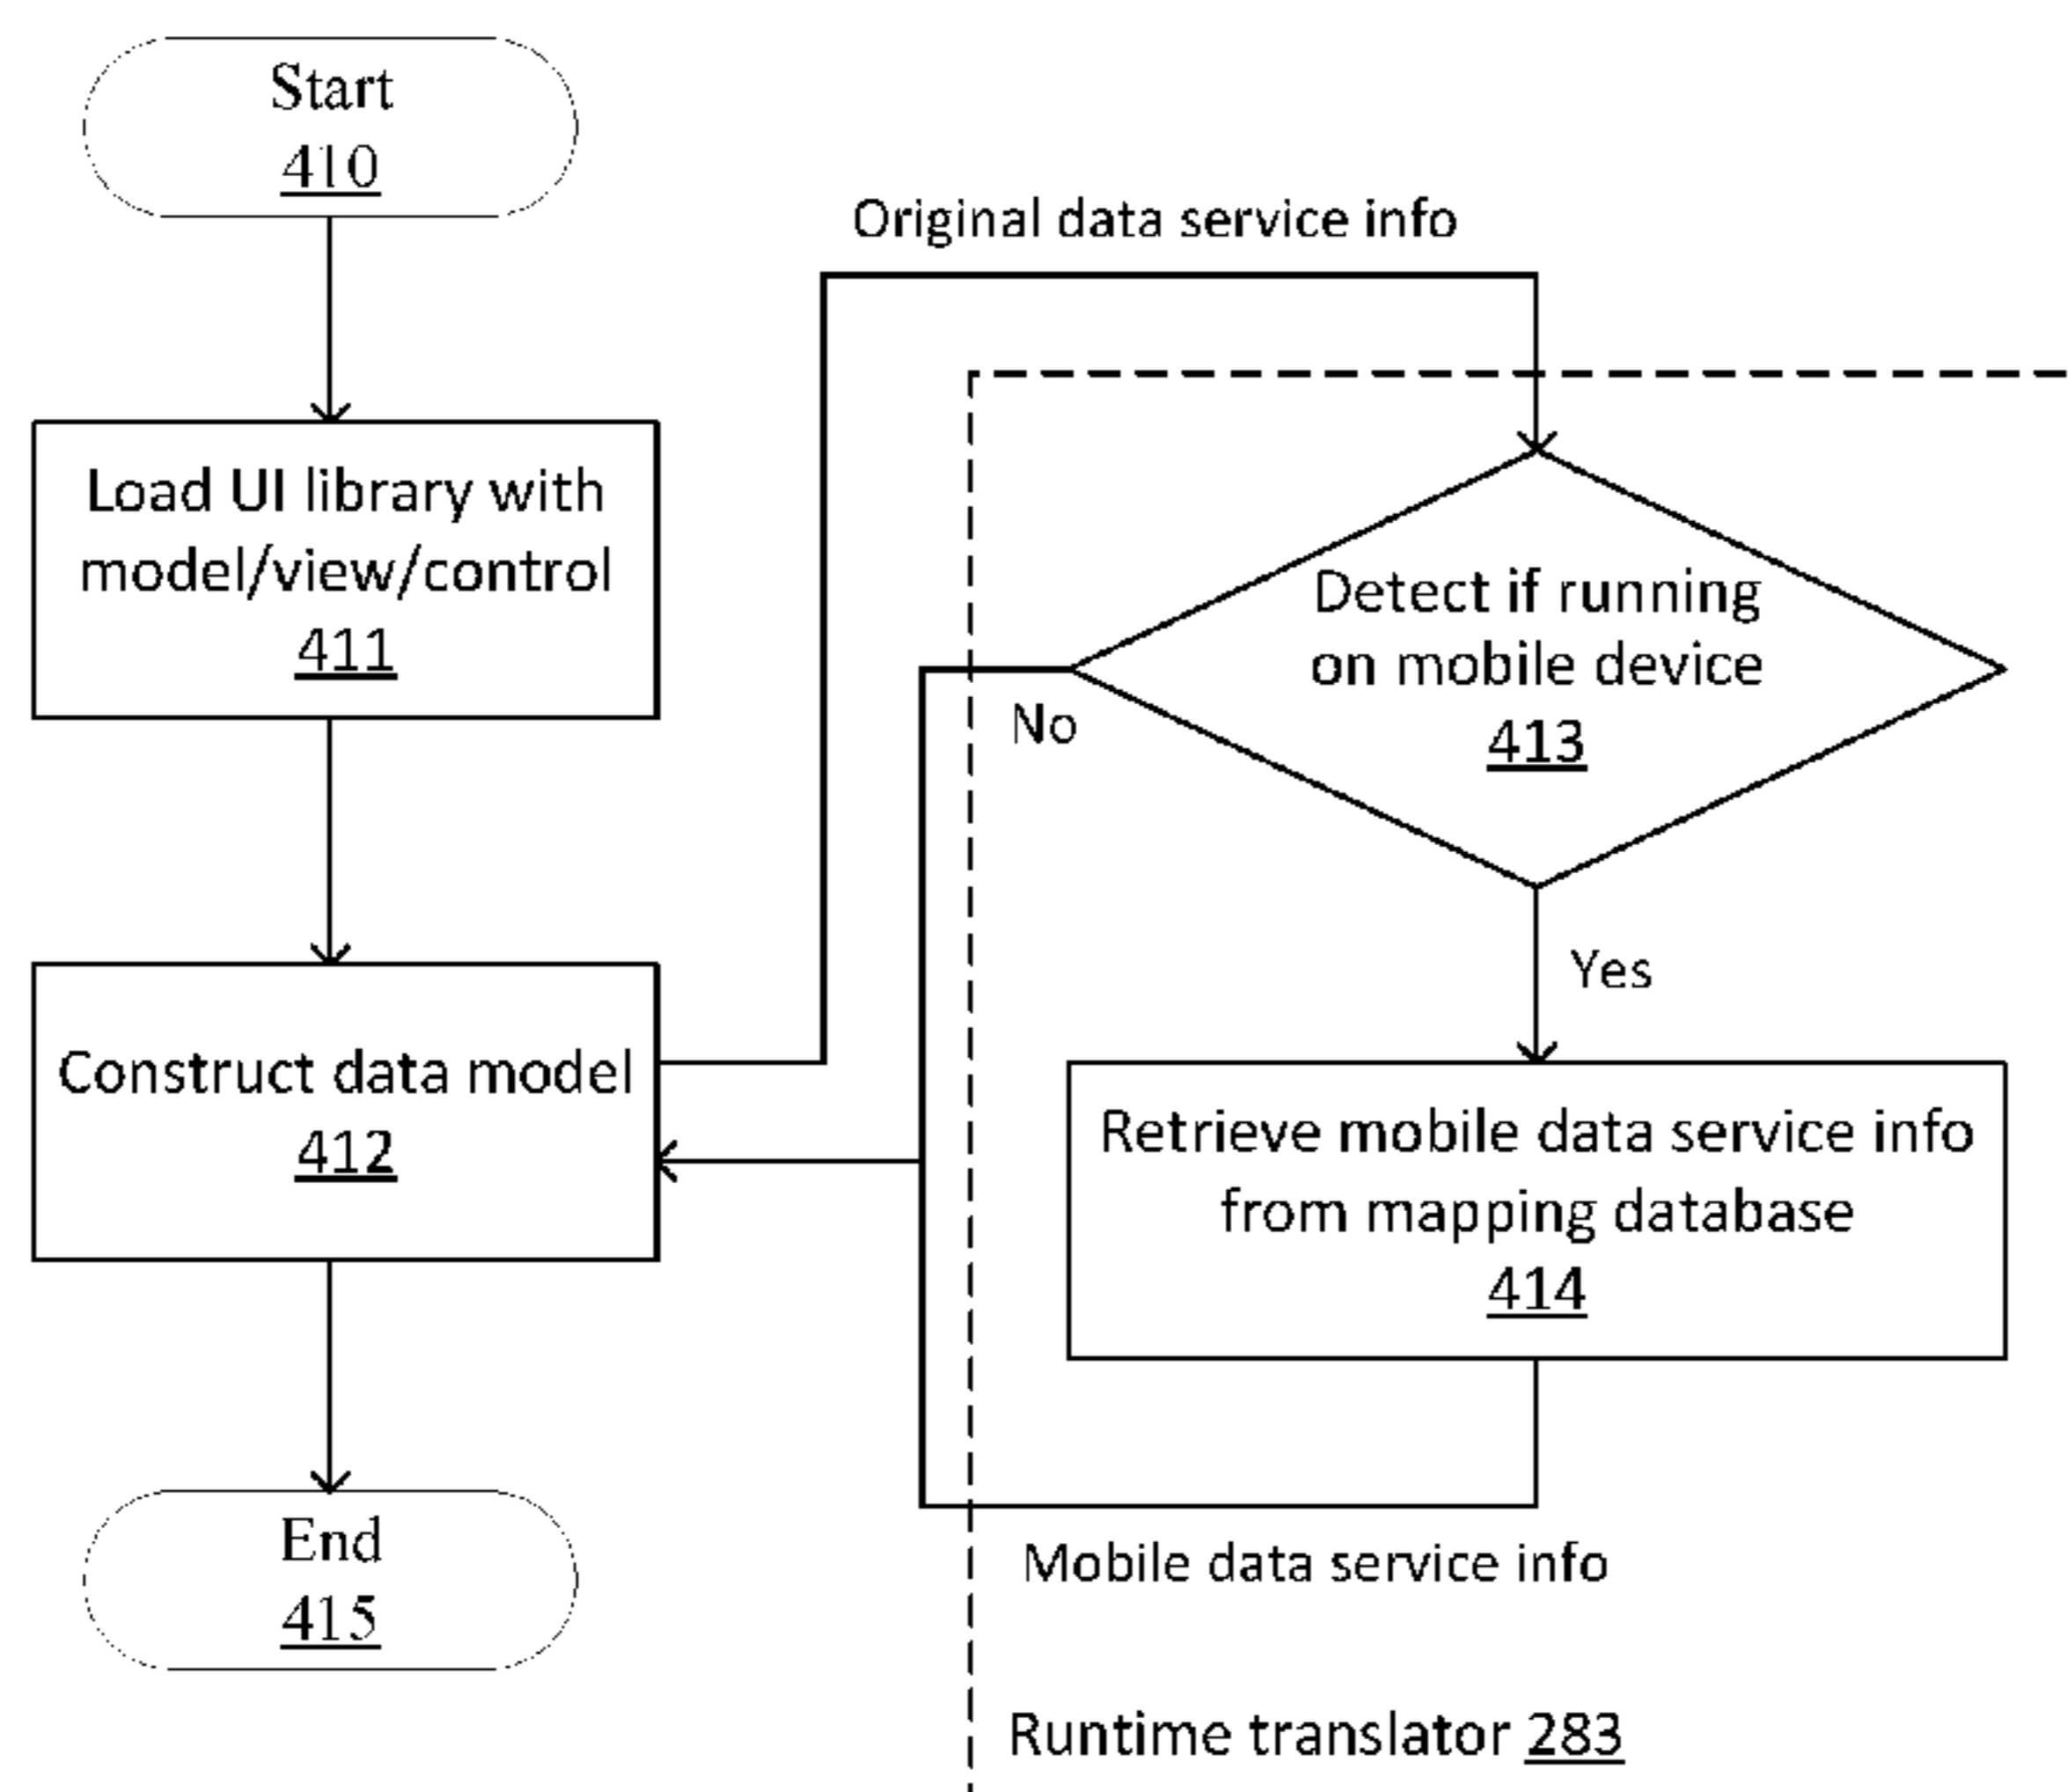 Start
410
Load UI library with
model/view/control
411
Construct data model
412
End
415
Original data service info
Detect if running
on mobile device
413
No
Yes
Retrieve mobile data service info
from mapping database
414
Mobile data service info
Runtime translator 283